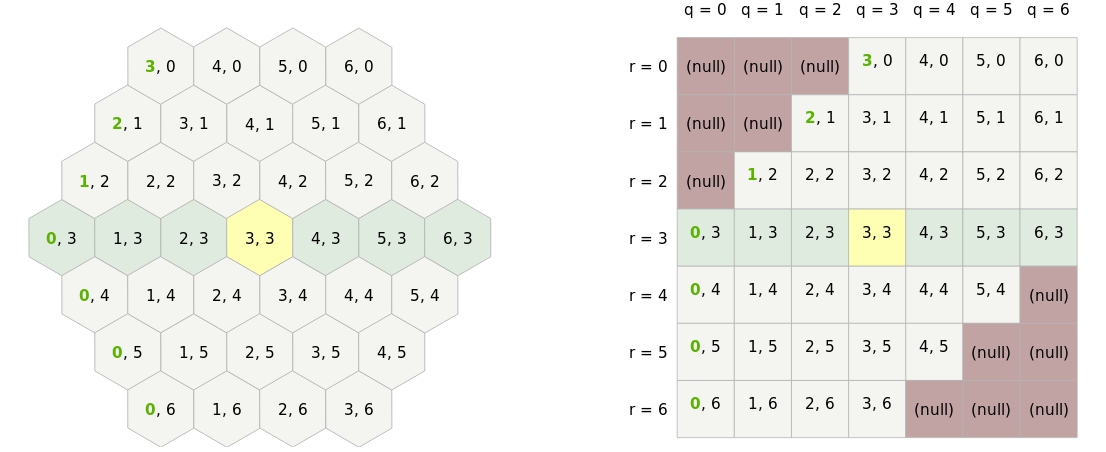 3, 0 4, 0 5, 0 6, 0
2, 1 3, 1 4, 1 5, 1 6, 1
1, 2 2, 2 3, 2 4, 2 5, 2 6, 2
0, 3 1, 3 2, 3 3, 3 4, 3 5, 3 6, 3
0, 4 1, 4 2, 4 3, 4 4, 4 5, 4
0, 5 1, 5 2, 5 3, 5 4, 5
0, 6 1, 6 2, 6 3, 6
q = 0 q = 1 q = 2 q = 3 q = 4 q = 5 q = 6
r = 0 (null) (null) (null) 3, 0 4, 0 5, 0 6, 0
r = 1 (null) (null) 2, 1 3, 1 4, 1 5, 1 6, 1
r = 2 (null) 1, 2 2, 2 3, 2 4, 2 5, 2 6, 2
r = 3 0, 3 1, 3 2, 3 3, 3 4, 3 5, 3 6, 3
r = 4 0, 4 1, 4 2, 4 3, 4 4, 4 5, 4 (null)
r = 5 0, 5 1, 5 2, 5 3, 5 4, 5 (null) (null)
r = 6 0, 6 1, 6 2, 6 3, 6 (null) (null) (null)